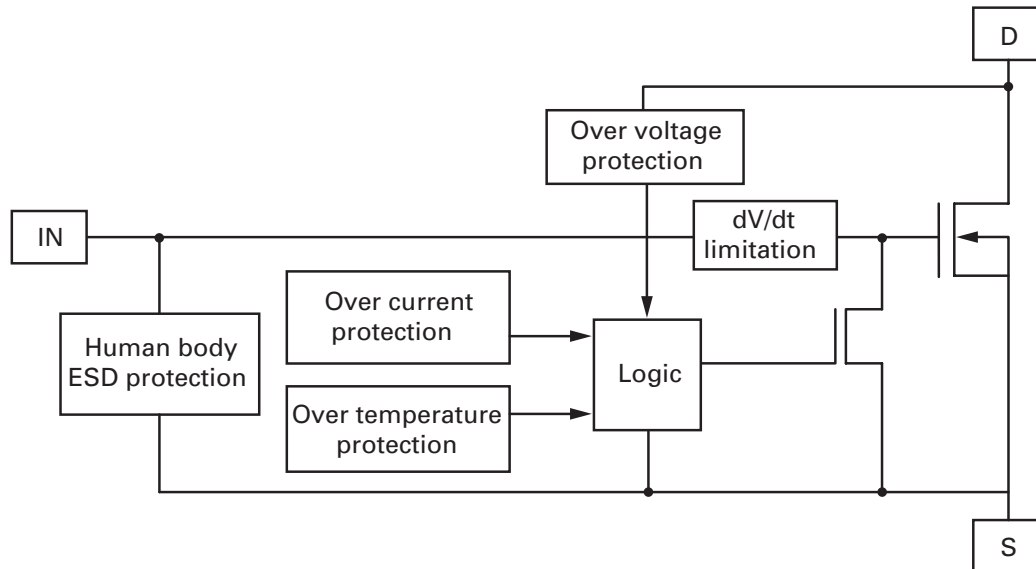 D
Over voltage
protection
IN
dV/dt
limitation
Over current
protection
Human body
ESD protection
Logic
Over temperature
protection
S